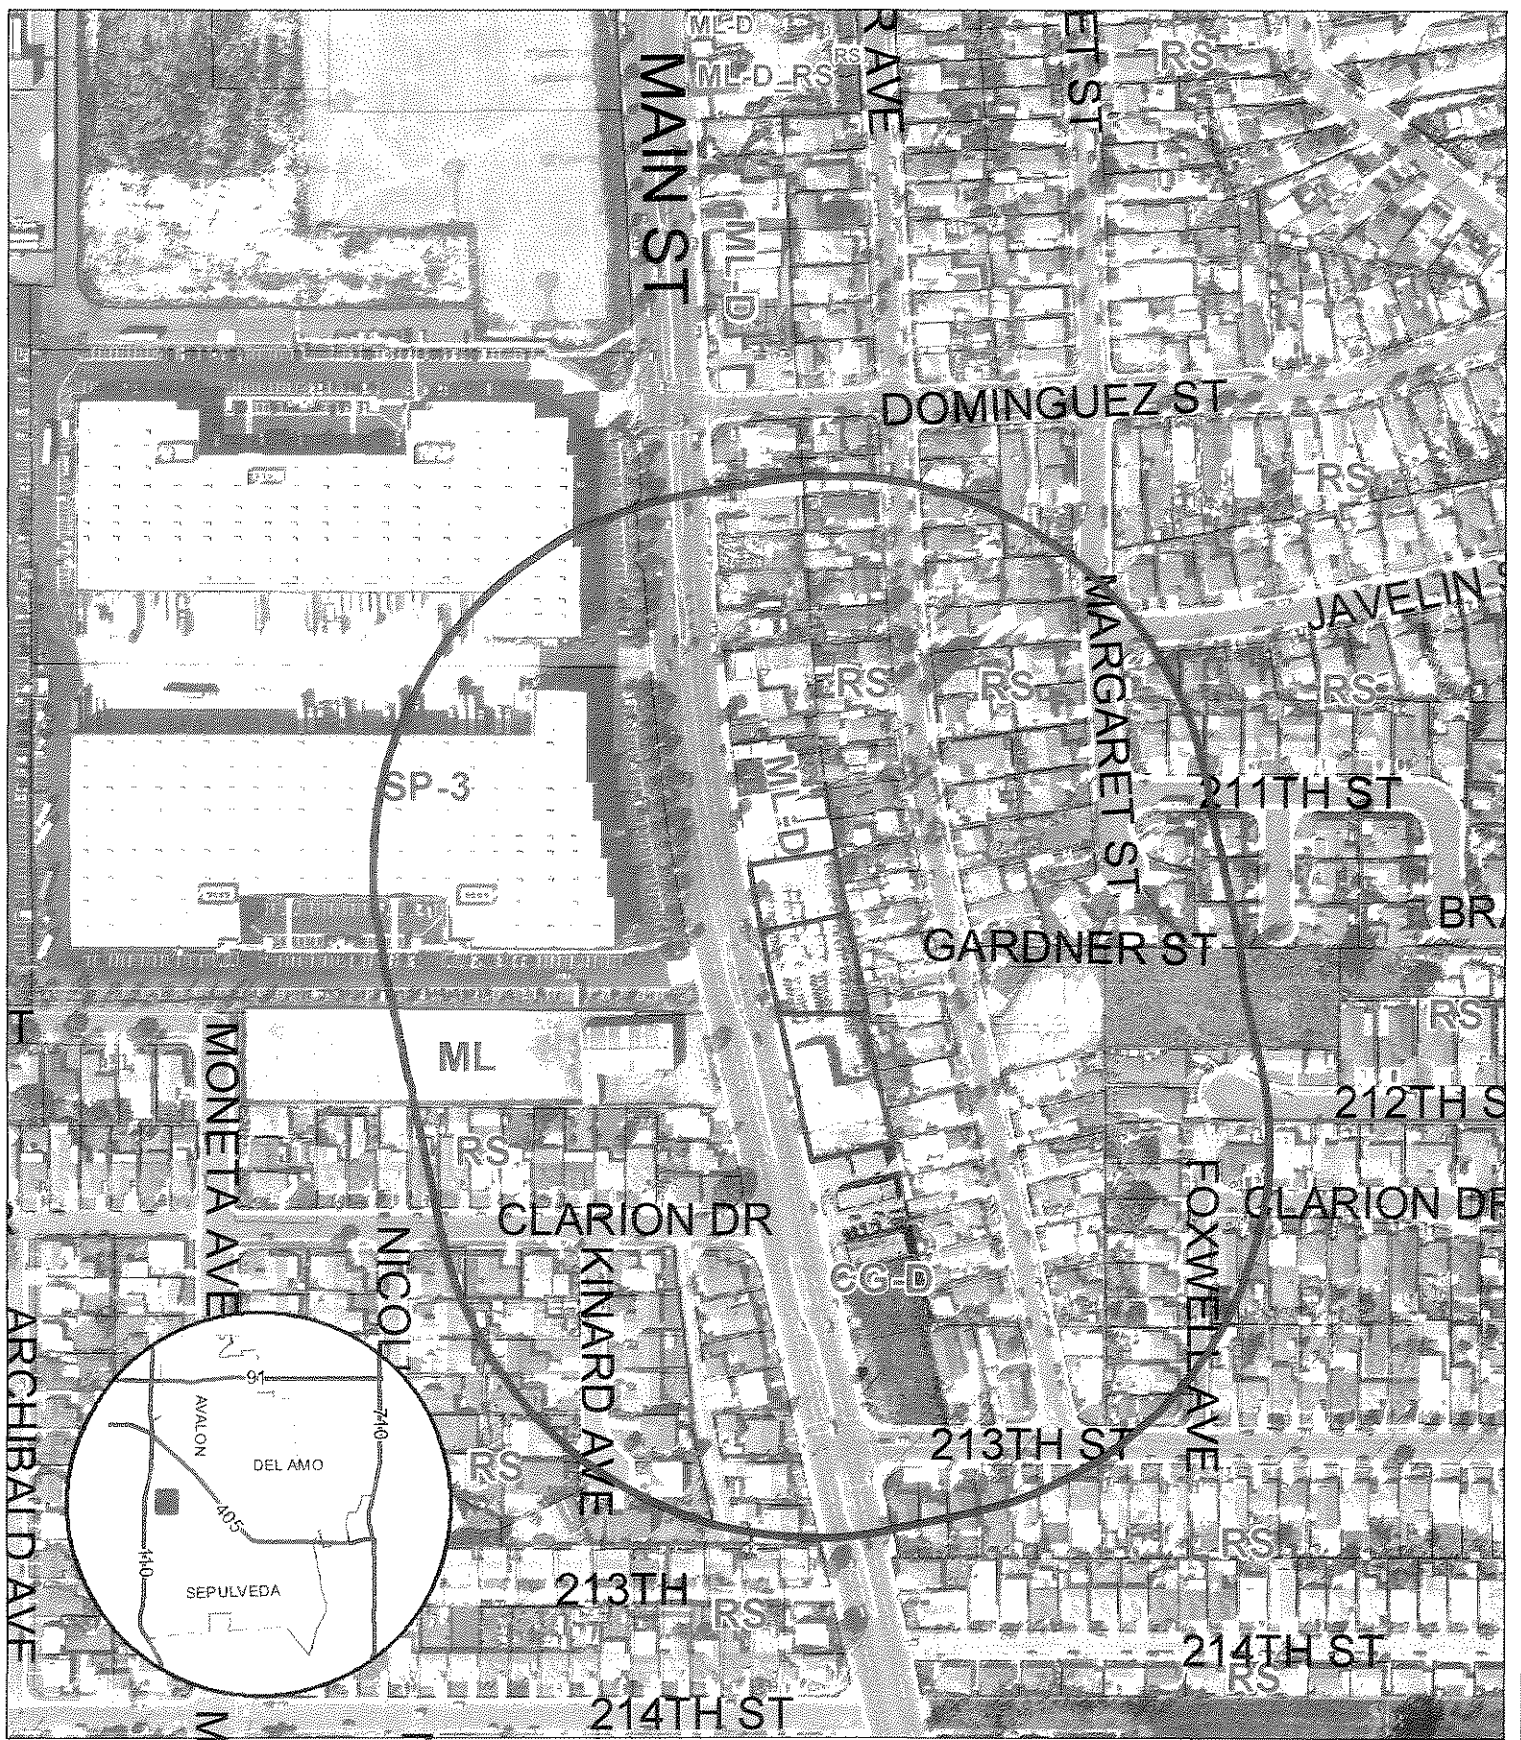 ML-D
ML-D_RS
RS
R AVE
ET ST
RS
MAIN ST
ML-D
DOMINGUEZ ST
RS
JAVELIN
MARGARET ST
RS
RS
RS
ML-D
SP-3
211TH ST
BRA
GARDNER ST
RS
ML
MONETA AVE
212TH S
RS
CLARION DR
FOXWELL AVE
CLARION DR
NICOL
KINARD AVE
CG-D
ARCHIBALD AVE
91
AVALON
710
DEL AMO
405
110
SEPULVEDA
RS
213TH ST
RS
213TH
RS
214TH ST
RS
214TH ST
M